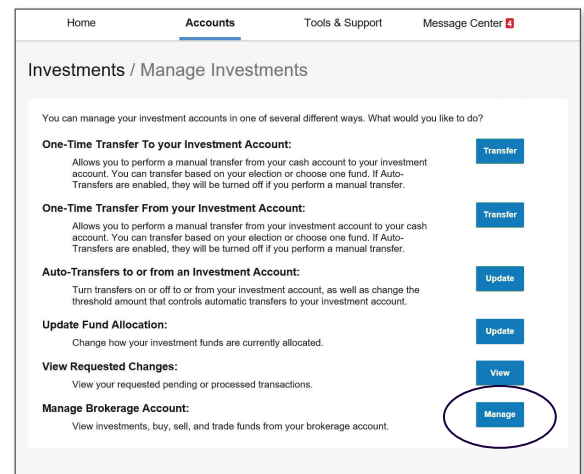 Home Accounts Tools & Support Message Center 4
Investments / Manage Investments
You can manage your investment accounts in one of several different ways. What would you like to do?
One-Time Transfer To your Investment Account:
Transfer
Allows you to perform a manual transfer from your cash account to your investment
account. You can transfer based on your election or choose one fund. If Auto-
Transfers are enabled, they will be turned off if you perform a manual transfer.
One-Time Transfer From your Investment Account:
Transfer
Allows you to perform a manual transfer from your investment account to your cash
account. You can transfer based on your election or choose one fund. If Auto-
Transfers are enabled, they will be turned off if you perform a manual transfer.
Auto-Transfers to or from an Investment Account:
Update
Turn transfers on or off to or from your investment account, as well as change the
threshold amount that controls automatic transfers to your investment account.
Update Fund Allocation:
Update
Change how your investment funds are currently allocated.
View Requested Changes:
View
View your requested pending or processed transactions.
Manage Brokerage Account:
Manage
View investments, buy, sell, and trade funds from your brokerage account.